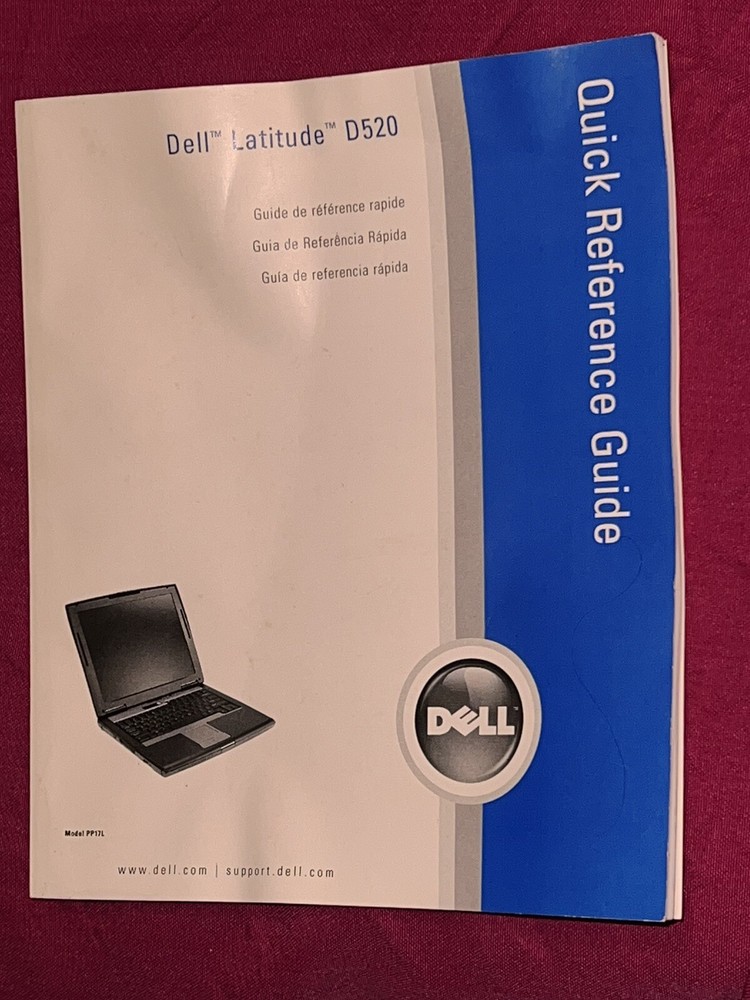 Dell™ Latitude™ D520
Guide de référence rapide
Guia de Referência Rápida
Guía de referencia rápida
Quick Reference Guide
DELL™
Model PP17L
www.dell.com | support.dell.com